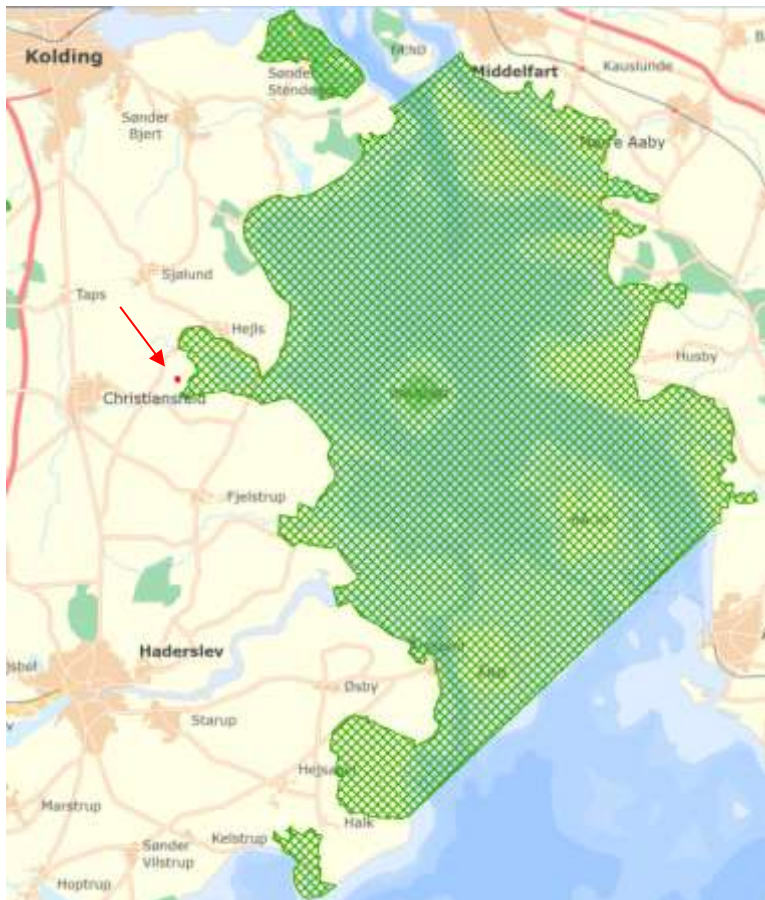 Kolding
FÆNØ
Middelfart
Kauslunde
Sønder
Stenderup
Sønder
Bjert
Nørre Aaby
Sjølund
Taps
Hejls
Husby
Christiansfeld
Fjelstrup
Haderslev
Øsby
Starup
Hejsager
Marstrup
Halk
Kelstrup
Sønder
Vilstrup
Hoptrup